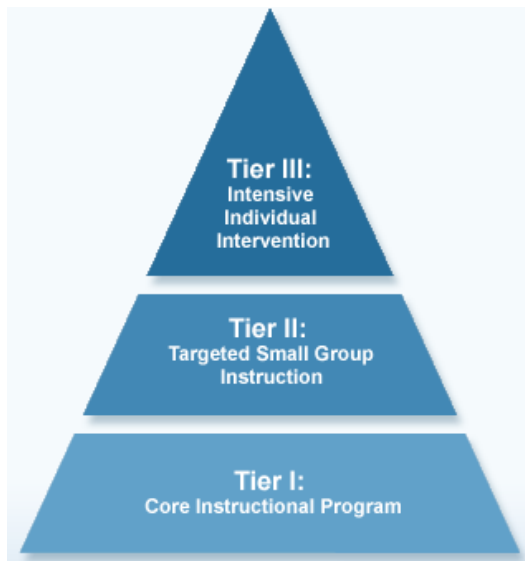 Tier III:
Intensive
Individual
Intervention
Tier II:
Targeted Small Group
Instruction
Tier I:
Core Instructional Program